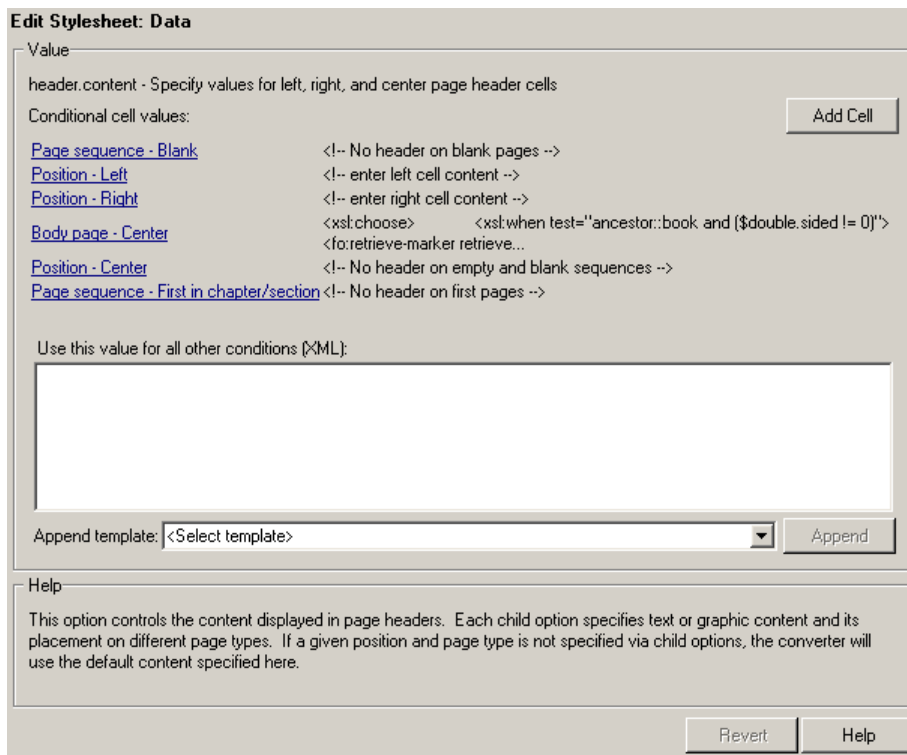 Edit Stylesheet: Data
Value
header.content - Specify values for left, right, and center page header cells
Conditional cell values:
Add Cell
Page sequence - Blank <!-- No header on blank pages -->
Position - Left <!-- enter left cell content -->
Position - Right <!-- enter right cell content -->
Body page - Center <xsl:choose> <xsl:when test="ancestor::book and ($double.sided != 0)">
<fo:retrieve-marker retrieve...
Position - Center <!-- No header on empty and blank sequences -->
Page sequence - First in chapter/section <!-- No header on first pages -->
Use this value for all other conditions (XML):
Append template: <Select template> Append
Help
This option controls the content displayed in page headers. Each child option specifies text or graphic content and its
placement on different page types. If a given position and page type is not specified via child options, the converter will
use the default content specified here.
Revert Help